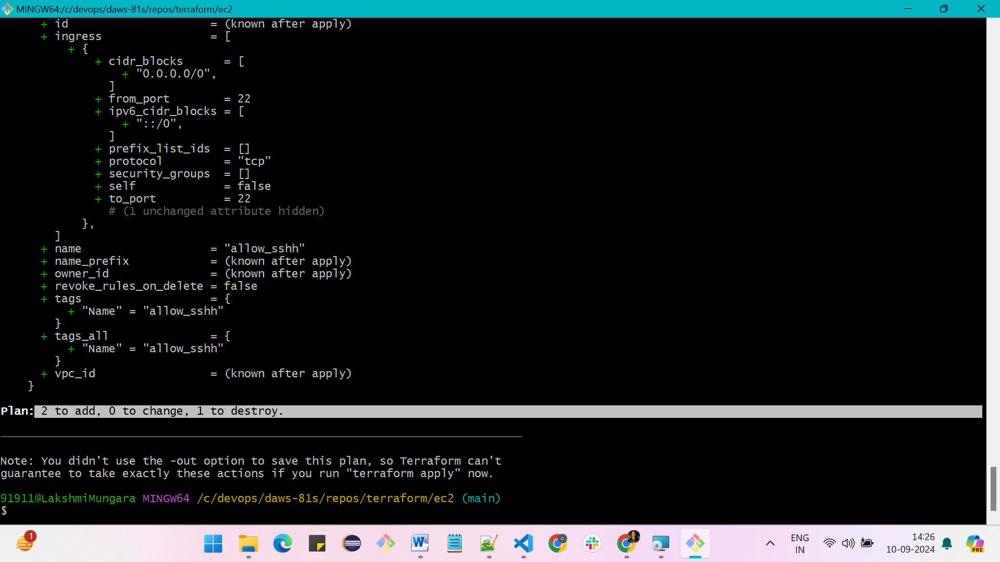 MINGW64:/c/devops/daws-81s/repos/terraform/ec2
      + id                     = (known after apply)
      + ingress                = [
          + {
              + cidr_blocks      = [
                  + "0.0.0.0/0",
                ]
              + from_port        = 22
              + ipv6_cidr_blocks = [
                  + "::/0",
                ]
              + prefix_list_ids  = []
              + protocol         = "tcp"
              + security_groups  = []
              + self             = false
              + to_port          = 22
                # (1 unchanged attribute hidden)
            },
        ]
      + name                   = "allow_sshh"
      + name_prefix            = (known after apply)
      + owner_id               = (known after apply)
      + revoke_rules_on_delete = false
      + tags                   = {
          + "Name" = "allow_sshh"
        }
      + tags_all               = {
          + "Name" = "allow_sshh"
        }
      + vpc_id                 = (known after apply)
    }
Plan: 2 to add, 0 to change, 1 to destroy.
Note: You didn't use the -out option to save this plan, so Terraform can't
guarantee to take exactly these actions if you run "terraform apply" now.
91911@LakshmiMungara MINGW64 /c/devops/daws-81s/repos/terraform/ec2 (main)
$
1
W
C
ENG
IN
14:26
10-09-2024
PRE